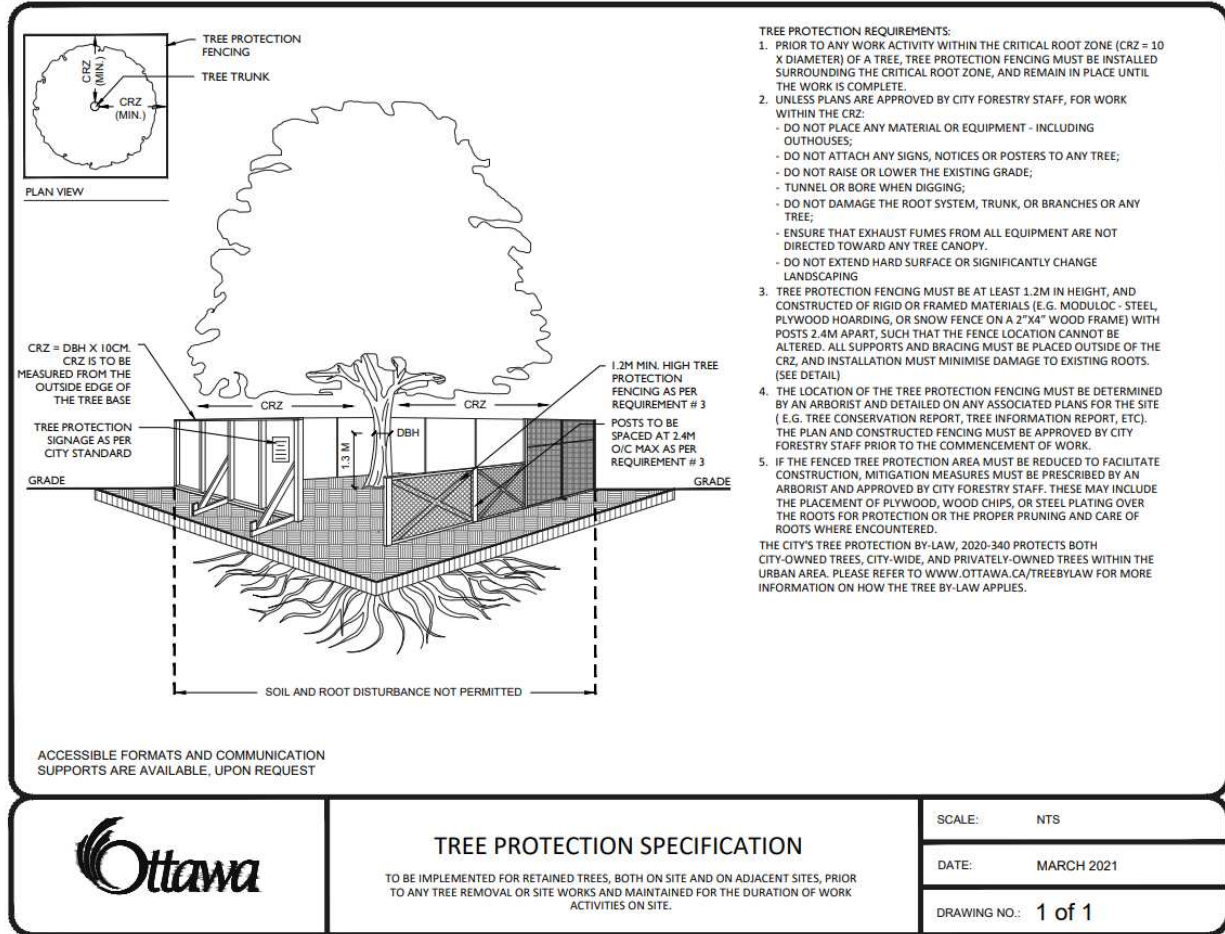 TREE PROTECTION
FENCING
TREE TRUNK
CRZ
(MIN.)
CRZ
(MIN.)
PLAN VIEW
CRZ = DBH X 10CM.
CRZ IS TO BE
MEASURED FROM THE
OUTSIDE EDGE OF
THE TREE BASE
TREE PROTECTION
SIGNAGE AS PER
CITY STANDARD
GRADE
CRZ
CRZ
DBH
1.3 M
1.2M MIN. HIGH TREE
PROTECTION
FENCING AS PER
REQUIREMENT # 3
POSTS TO BE
SPACED AT 2.4M
O/C MAX AS PER
REQUIREMENT # 3
GRADE
SOIL AND ROOT DISTURBANCE NOT PERMITTED
ACCESSIBLE FORMATS AND COMMUNICATION
SUPPORTS ARE AVAILABLE, UPON REQUEST
TREE PROTECTION REQUIREMENTS:
1. PRIOR TO ANY WORK ACTIVITY WITHIN THE CRITICAL ROOT ZONE (CRZ = 10
X DIAMETER) OF A TREE, TREE PROTECTION FENCING MUST BE INSTALLED
SURROUNDING THE CRITICAL ROOT ZONE, AND REMAIN IN PLACE UNTIL
THE WORK IS COMPLETE.
2. UNLESS PLANS ARE APPROVED BY CITY FORESTRY STAFF, FOR WORK
WITHIN THE CRZ:
- DO NOT PLACE ANY MATERIAL OR EQUIPMENT - INCLUDING
OUTHOUSES;
- DO NOT ATTACH ANY SIGNS, NOTICES OR POSTERS TO ANY TREE;
- DO NOT RAISE OR LOWER THE EXISTING GRADE;
- TUNNEL OR BORE WHEN DIGGING;
- DO NOT DAMAGE THE ROOT SYSTEM, TRUNK, OR BRANCHES OR ANY
TREE;
- ENSURE THAT EXHAUST FUMES FROM ALL EQUIPMENT ARE NOT
DIRECTED TOWARD ANY TREE CANOPY.
- DO NOT EXTEND HARD SURFACE OR SIGNIFICANTLY CHANGE
LANDSCAPING
3. TREE PROTECTION FENCING MUST BE AT LEAST 1.2M IN HEIGHT, AND
CONSTRUCTED OF RIGID OR FRAMED MATERIALS (E.G. MODULOC - STEEL,
PLYWOOD HOARDING, OR SNOW FENCE ON A 2"X4" WOOD FRAME) WITH
POSTS 2.4M APART, SUCH THAT THE FENCE LOCATION CANNOT BE
ALTERED. ALL SUPPORTS AND BRACING MUST BE PLACED OUTSIDE OF THE
CRZ, AND INSTALLATION MUST MINIMISE DAMAGE TO EXISTING ROOTS.
(SEE DETAIL)
4. THE LOCATION OF THE TREE PROTECTION FENCING MUST BE DETERMINED
BY AN ARBORIST AND DETAILED ON ANY ASSOCIATED PLANS FOR THE SITE
( E.G. TREE CONSERVATION REPORT, TREE INFORMATION REPORT, ETC).
THE PLAN AND CONSTRUCTED FENCING MUST BE APPROVED BY CITY
FORESTRY STAFF PRIOR TO THE COMMENCEMENT OF WORK.
5. IF THE FENCED TREE PROTECTION AREA MUST BE REDUCED TO FACILITATE
CONSTRUCTION, MITIGATION MEASURES MUST BE PRESCRIBED BY AN
ARBORIST AND APPROVED BY CITY FORESTRY STAFF. THESE MAY INCLUDE
THE PLACEMENT OF PLYWOOD, WOOD CHIPS, OR STEEL PLATING OVER
THE ROOTS FOR PROTECTION OR THE PROPER PRUNING AND CARE OF
ROOTS WHERE ENCOUNTERED.
THE CITY'S TREE PROTECTION BY-LAW, 2020-340 PROTECTS BOTH
CITY-OWNED TREES, CITY-WIDE, AND PRIVATELY-OWNED TREES WITHIN THE
URBAN AREA. PLEASE REFER TO WWW.OTTAWA.CA/TREEBYLAW FOR MORE
INFORMATION ON HOW THE TREE BY-LAW APPLIES.
Ottawa
TREE PROTECTION SPECIFICATION
TO BE IMPLEMENTED FOR RETAINED TREES, BOTH ON SITE AND ON ADJACENT SITES, PRIOR
TO ANY TREE REMOVAL OR SITE WORKS AND MAINTAINED FOR THE DURATION OF WORK
ACTIVITIES ON SITE.
SCALE: NTS
DATE: MARCH 2021
DRAWING NO.: 1 of 1